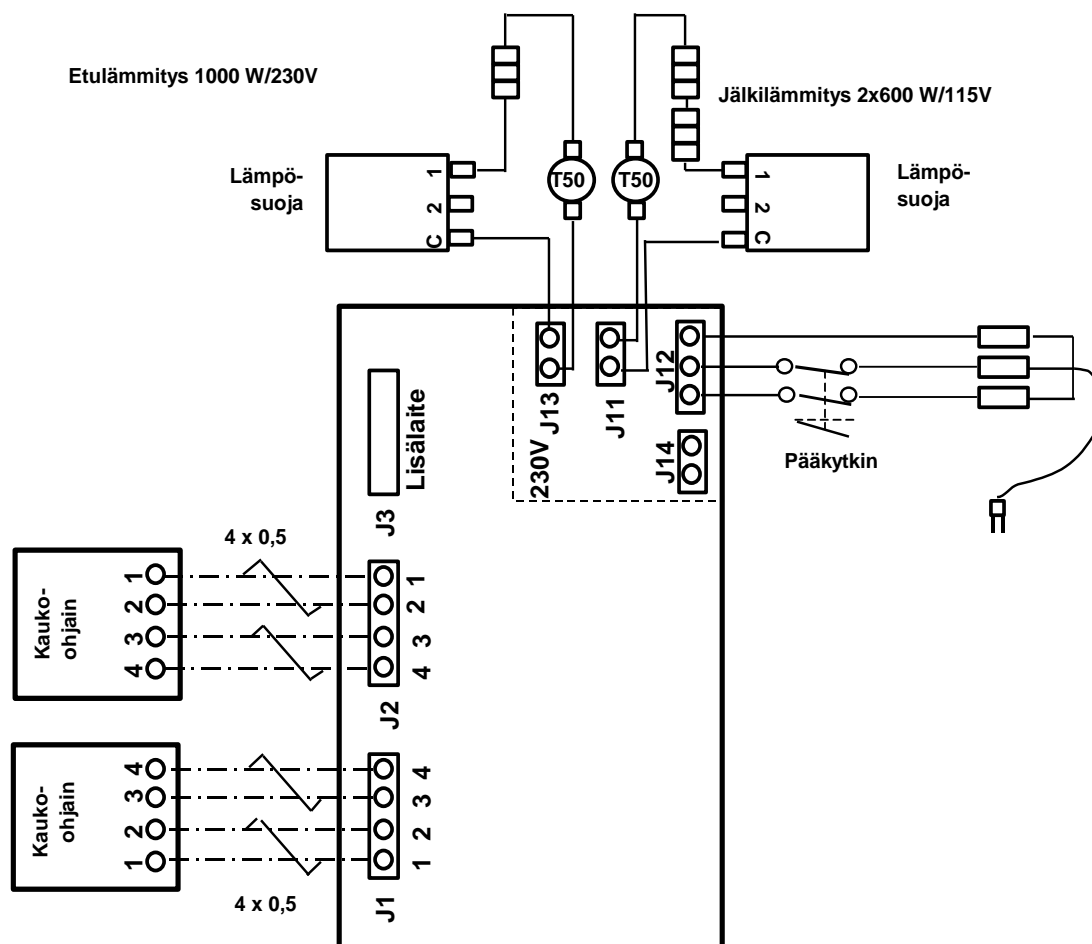 Etulämmitys 1000 W/230V
Jälkilämmitys 2x600 W/115V
Lämpö-
suoja
1
2
C
T50
T50
1
2
C
Lämpö-
suoja
J13
J11
J12
J14
230V
Pääkytkin
Lisälaite
J3
4 x 0,5
Kauko-
ohjain
1
2
3
4
1
2
3
4
J2
Kauko-
ohjain
4
3
2
1
4
3
2
1
J1
4 x 0,5